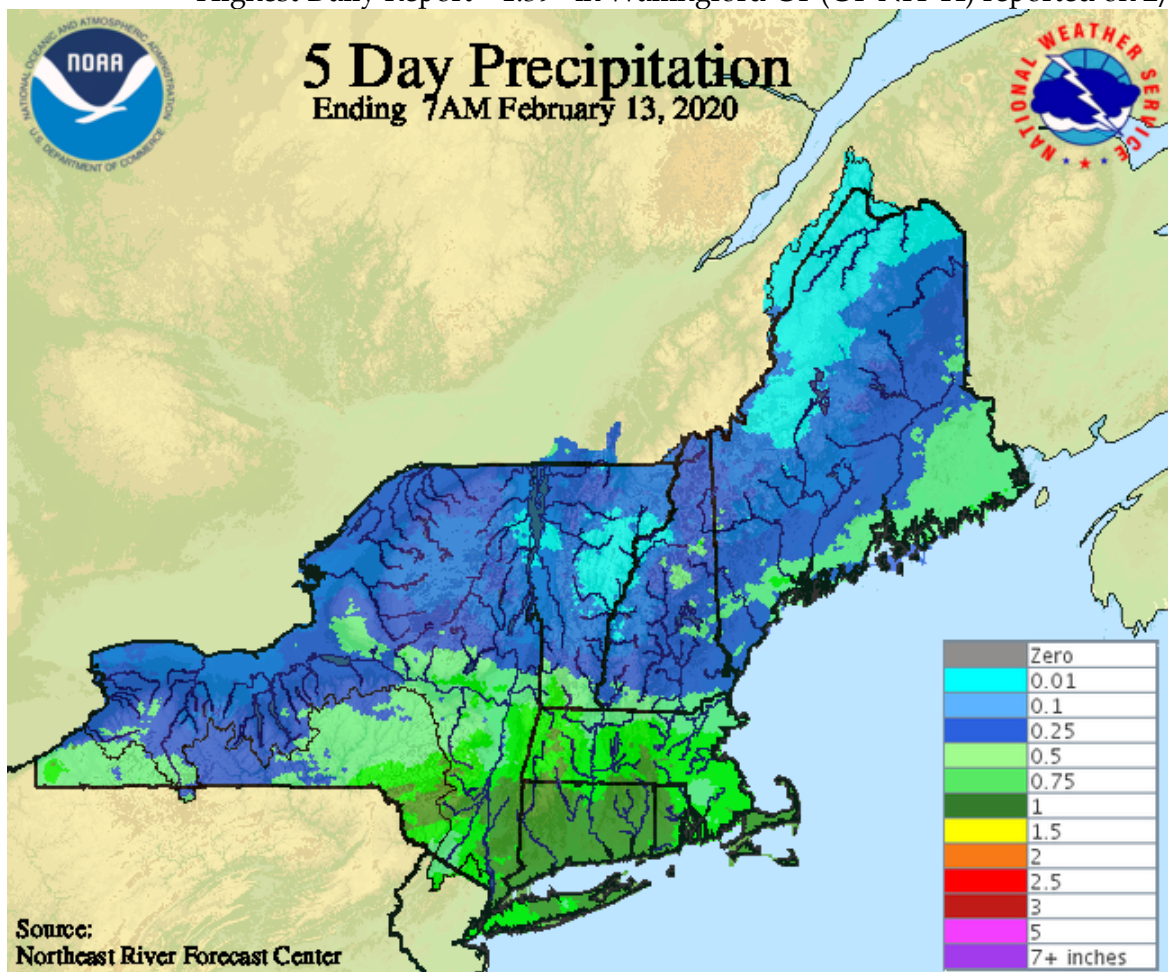 5 Day Precipitation
Ending 7AM February 13, 2020
NOAA
NATIONAL OCEANIC AND ATMOSPHERIC ADMINISTRATION
U.S. DEPARTMENT OF COMMERCE
NATIONAL WEATHER SERVICE
Zero
0.01
0.1
0.25
0.5
0.75
1
1.5
2
2.5
3
5
7+ inches
Source:
Northeast River Forecast Center